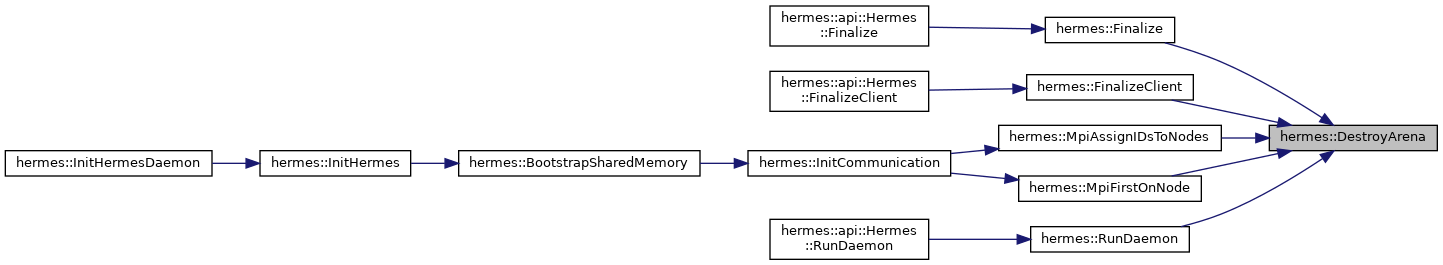 hermes::api::Hermes
::Finalize
hermes::Finalize
hermes::api::Hermes
::FinalizeClient
hermes::FinalizeClient
hermes::DestroyArena
hermes::MpiAssignIDsToNodes
hermes::InitHermesDaemon
hermes::InitHermes
hermes::BootstrapSharedMemory
hermes::InitCommunication
hermes::MpiFirstOnNode
hermes::api::Hermes
::RunDaemon
hermes::RunDaemon